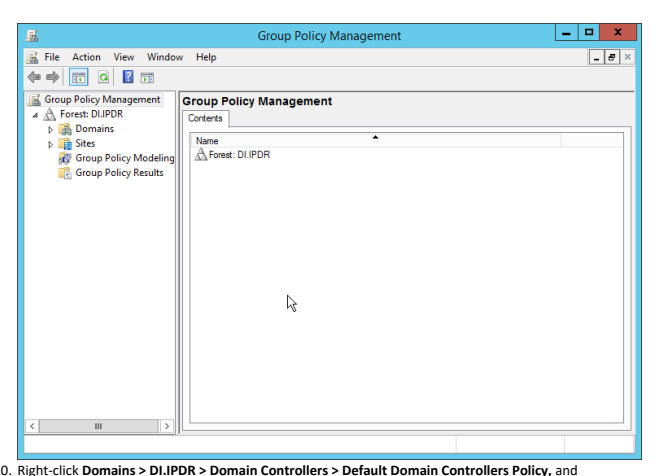 Group Policy Management
File Action View Window Help
Group Policy Management
Forest: DI.IPDR
Domains
Sites
Group Policy Modeling
Group Policy Results
Group Policy Management
Contents
Name
Forest: DI.IPDR
0. Right-click Domains > DI.IPDR > Domain Controllers > Default Domain Controllers Policy, and